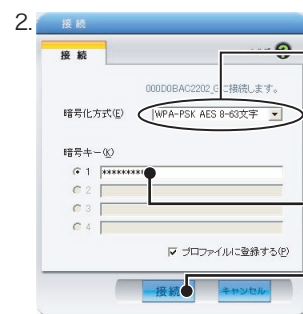 2.
接続
接続
000D0BAC2202_Gに接続します。
暗号化方式(E) WPA-PSK AES 8-63文字
暗号キー(K)
1 **********
2
3
4
プロファイルに登録する(P)
接続 キャンセル